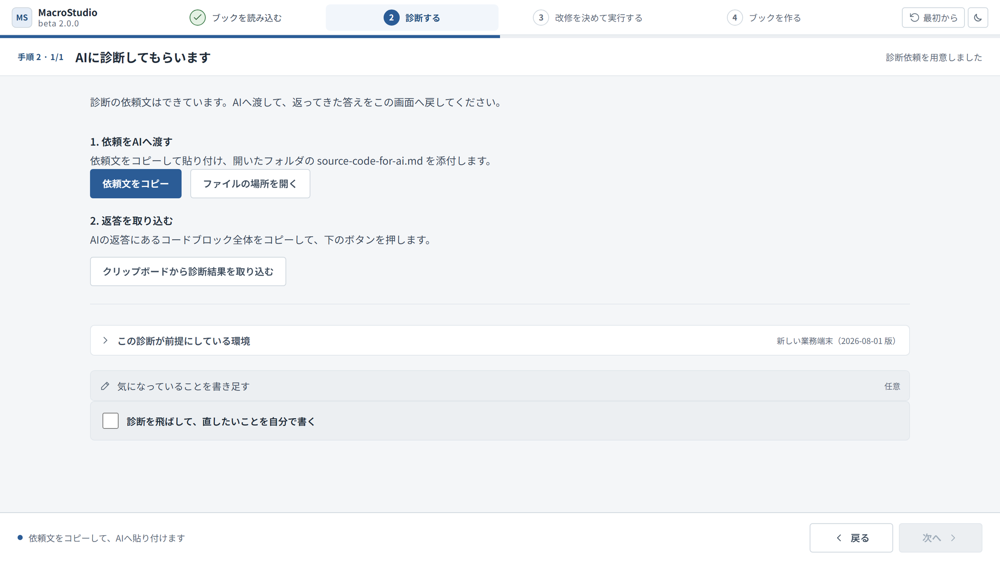 MS
MacroStudio
beta 2.0.0
ブックを読み込む
2
診断する
3
改修を決めて実行する
4
ブックを作る
最初から
手順 2 · 1/1
AIに診断してもらいます
診断依頼を用意しました
診断の依頼文はできています。AIへ渡して、返ってきた答えをこの画面へ戻してください。
1. 依頼をAIへ渡す
依頼文をコピーして貼り付け、開いたフォルダの source-code-for-ai.md を添付します。
依頼文をコピー
ファイルの場所を開く
2. 返答を取り込む
AIの返答にあるコードブロック全体をコピーして、下のボタンを押します。
クリップボードから診断結果を取り込む
この診断が前提にしている環境
新しい業務端末（2026-08-01 版）
気になっていることを書き足す
任意
診断を飛ばして、直したいことを自分で書く
依頼文をコピーして、AIへ貼り付けます
戻る
次へ